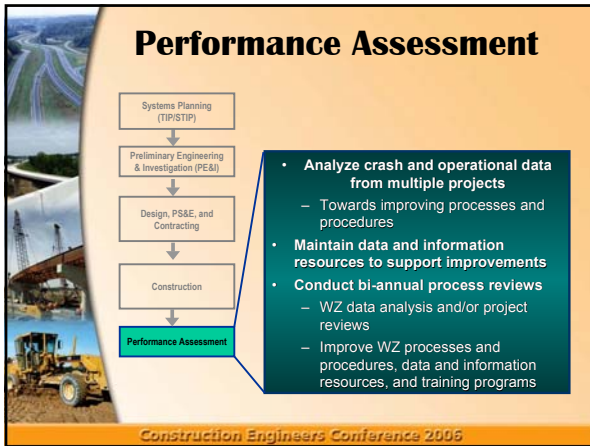 Performance Assessment
Systems Planning
(TIP/STIP)
Preliminary Engineering
& Investigation (PE&I)
Design, PS&E, and
Contracting
Construction
Performance Assessment
• Analyze crash and operational data
from multiple projects
– Towards improving processes and
procedures
• Maintain data and information
resources to support improvements
• Conduct bi-annual process reviews
– WZ data analysis and/or project
reviews
– Improve WZ processes and
procedures, data and information
resources, and training programs
Construction Engineers Conference 2006